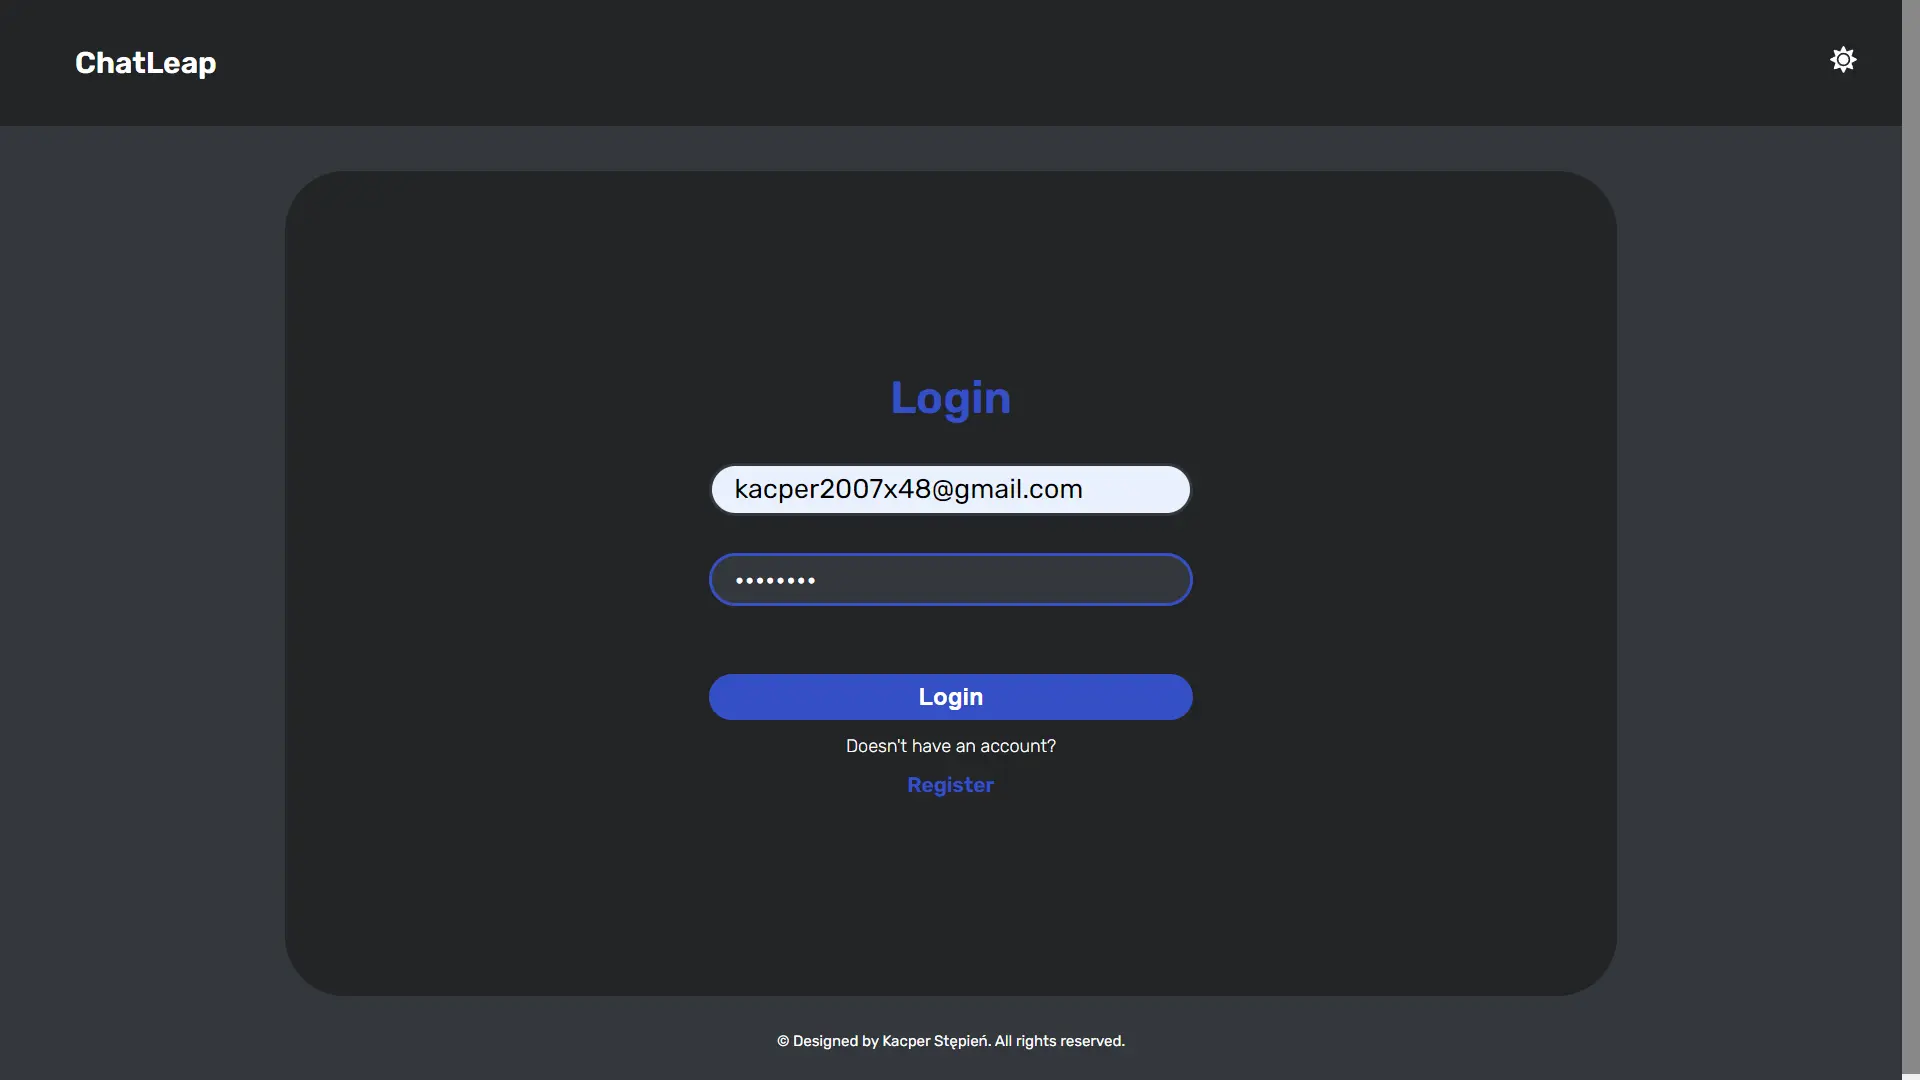 ChatLeap
Login
kacper2007x48@gmail.com
••••••••
Login
Doesn't have an account?
Register
© Designed by Kacper Stępień. All rights reserved.